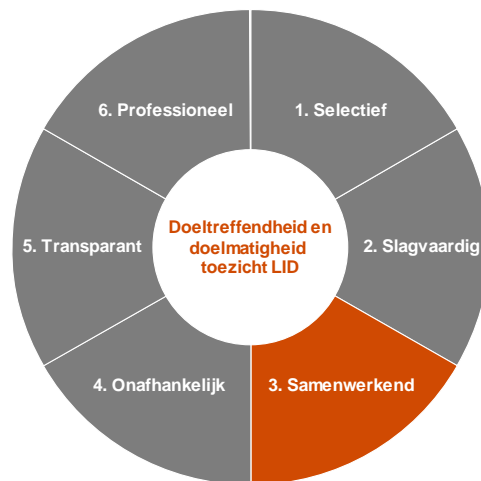 6. Professioneel
1. Selectief
Doeltreffendheid en
doelmatigheid
toezicht LID
5. Transparant
2. Slagvaardig
4. Onafhankelijk
3. Samenwerkend